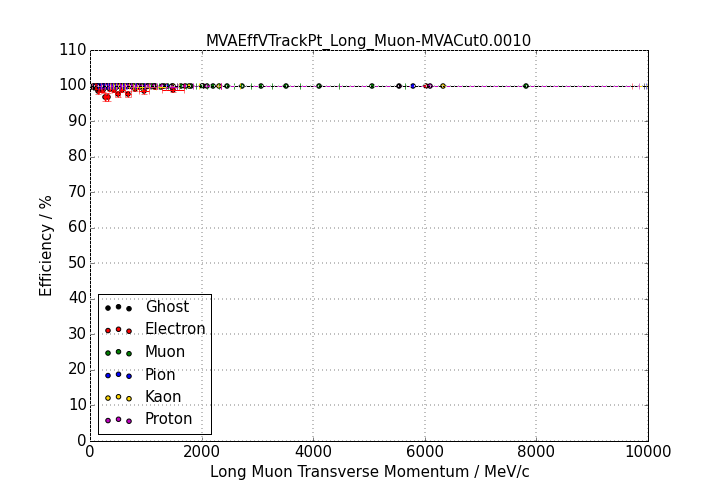 MVAEffVTrackPt_Long_Muon-MVACut0.0010
110
100
90
80
70
60
50
40
30
20
10
0
Efficiency / %
Ghost
Electron
Muon
Pion
Kaon
Proton
0 2000 4000 6000 8000 10000
Long Muon Transverse Momentum / MeV/c